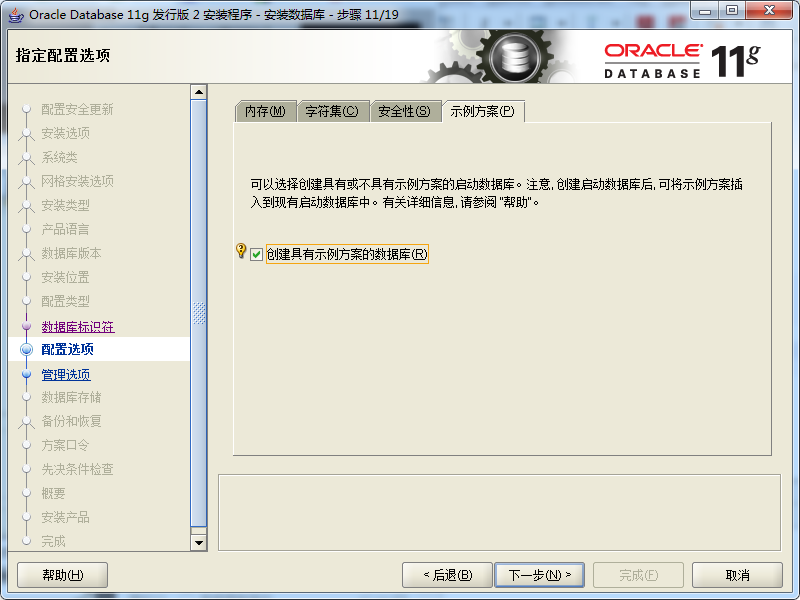 Oracle Database 11g 发行版 2 安装程序 - 安装数据库 - 步骤 11/19
指定配置选项
ORACLE
DATABASE
11g
配置安全更新
安装选项
系统类
网格安装选项
安装类型
产品语言
数据库版本
安装位置
配置类型
数据库标识符
配置选项
管理选项
数据库存储
备份和恢复
方案口令
先决条件检查
概要
安装产品
完成
内存(M) 字符集(C) 安全性(S) 示例方案(P)
可以选择创建具有或不具有示例方案的启动数据库。注意, 创建启动数据库后, 可将示例方案插
入到现有启动数据库中。有关详细信息, 请参阅 "帮助"。
创建具有示例方案的数据库(R)
帮助(H) < 后退(B) 下一步(N) > 完成(F) 取消